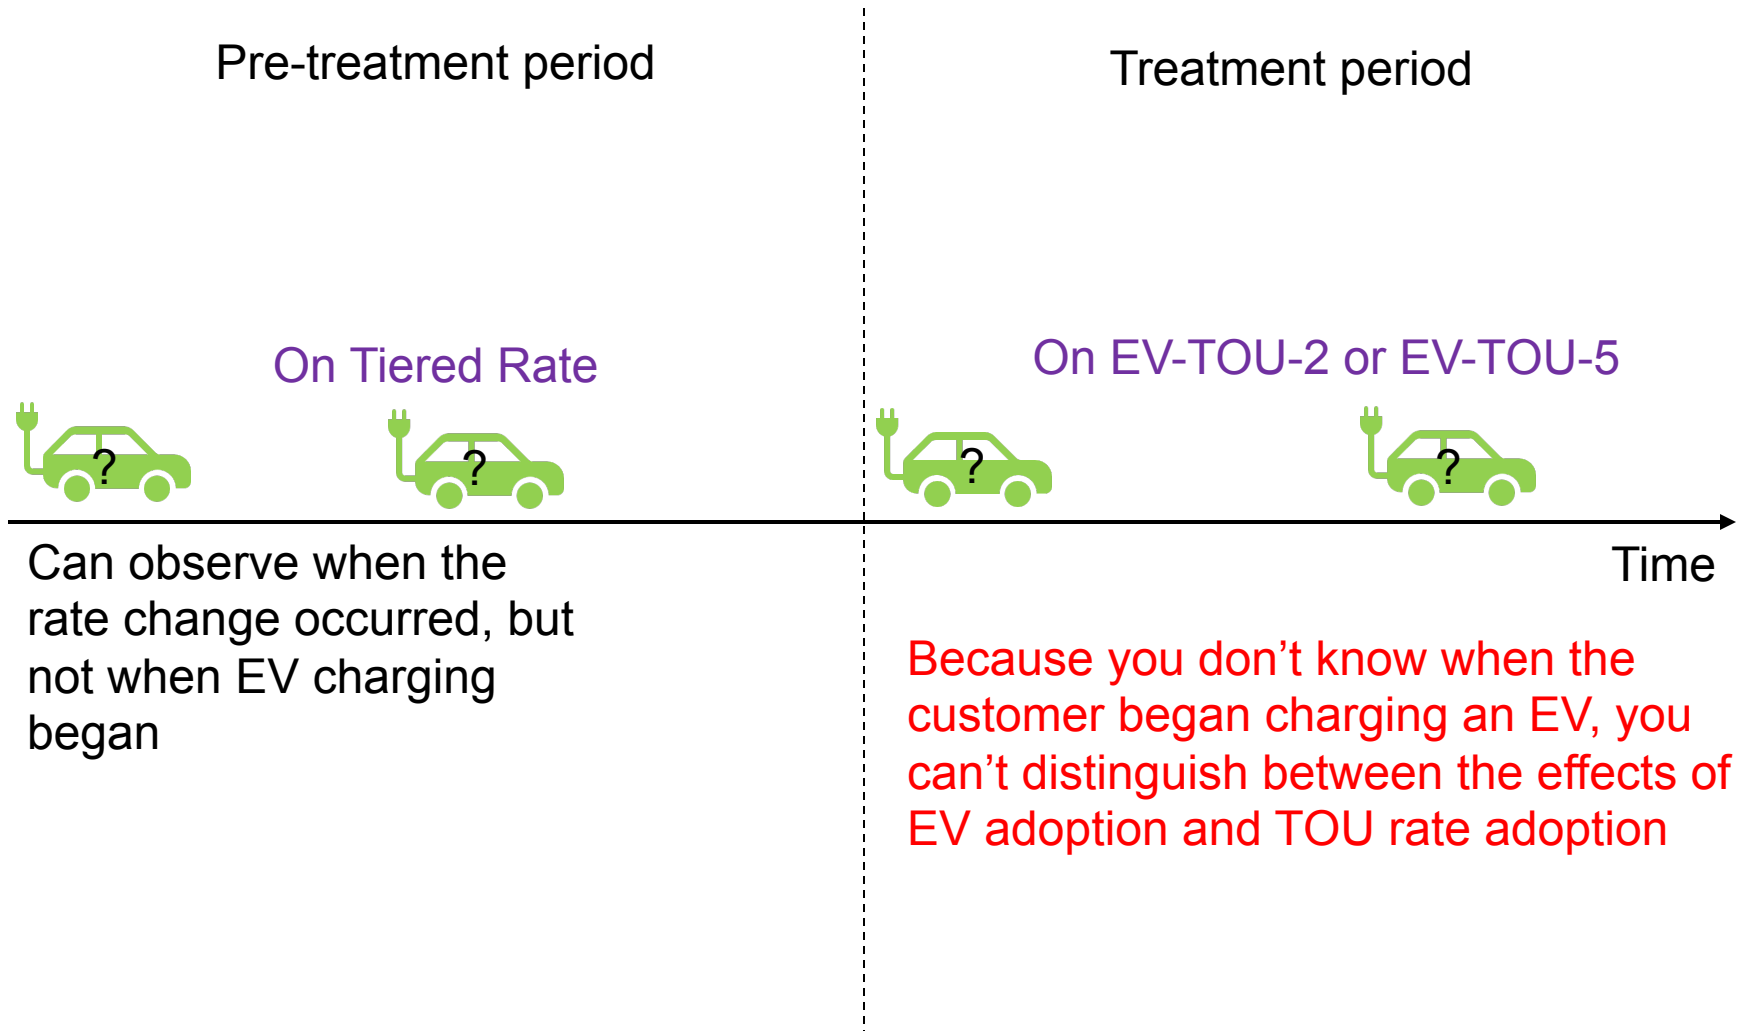 Pre-treatment period
Treatment period
On Tiered Rate
On EV-TOU-2 or EV-TOU-5
?
?
?
?
Time
Can observe when the
rate change occurred, but
not when EV charging
began
Because you don’t know when the
customer began charging an EV, you
can’t distinguish between the effects of
EV adoption and TOU rate adoption